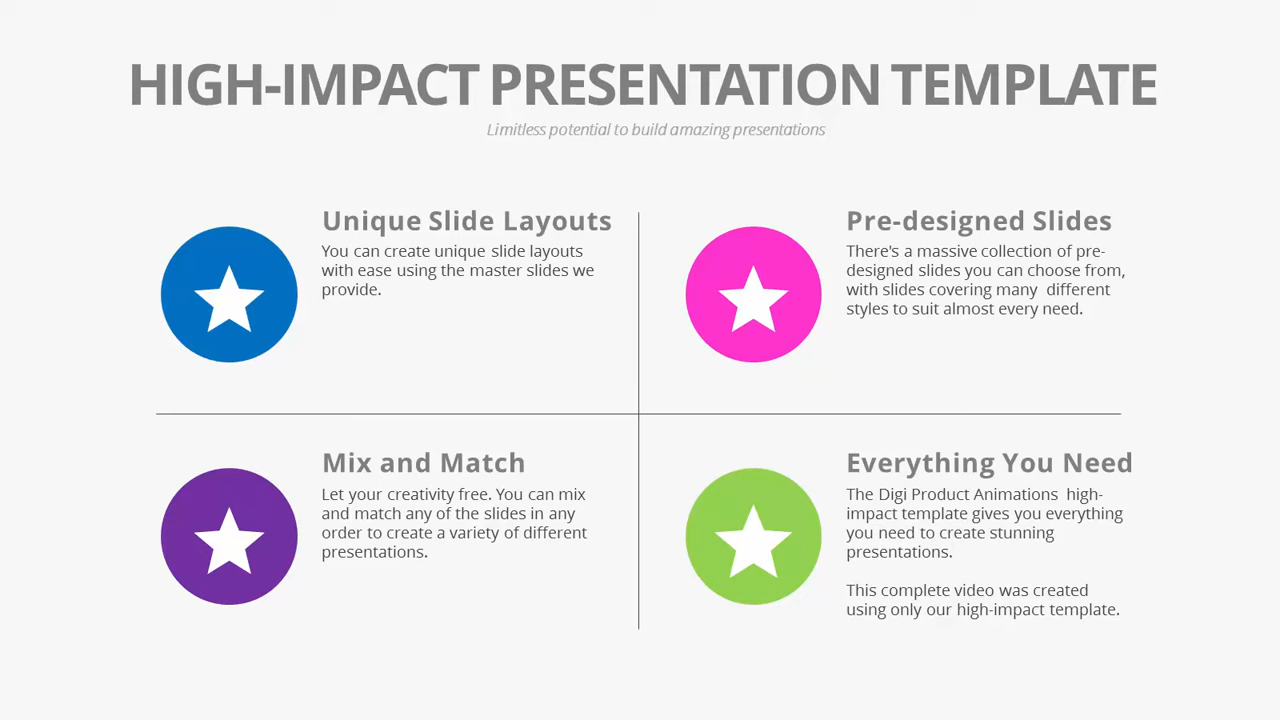 HIGH-IMPACT PRESENTATION TEMPLATE
Limitless potential to build amazing presentations
Unique Slide Layouts
You can create unique slide layouts
with ease using the master slides we
provide.
Pre-designed Slides
There's a massive collection of pre-
designed slides you can choose from,
with slides covering many different
styles to suit almost every need.
Mix and Match
Let your creativity free. You can mix
and match any of the slides in any
order to create a variety of different
presentations.
Everything You Need
The Digi Product Animations high-
impact template gives you everything
you need to create stunning
presentations.
This complete video was created
using only our high-impact template.